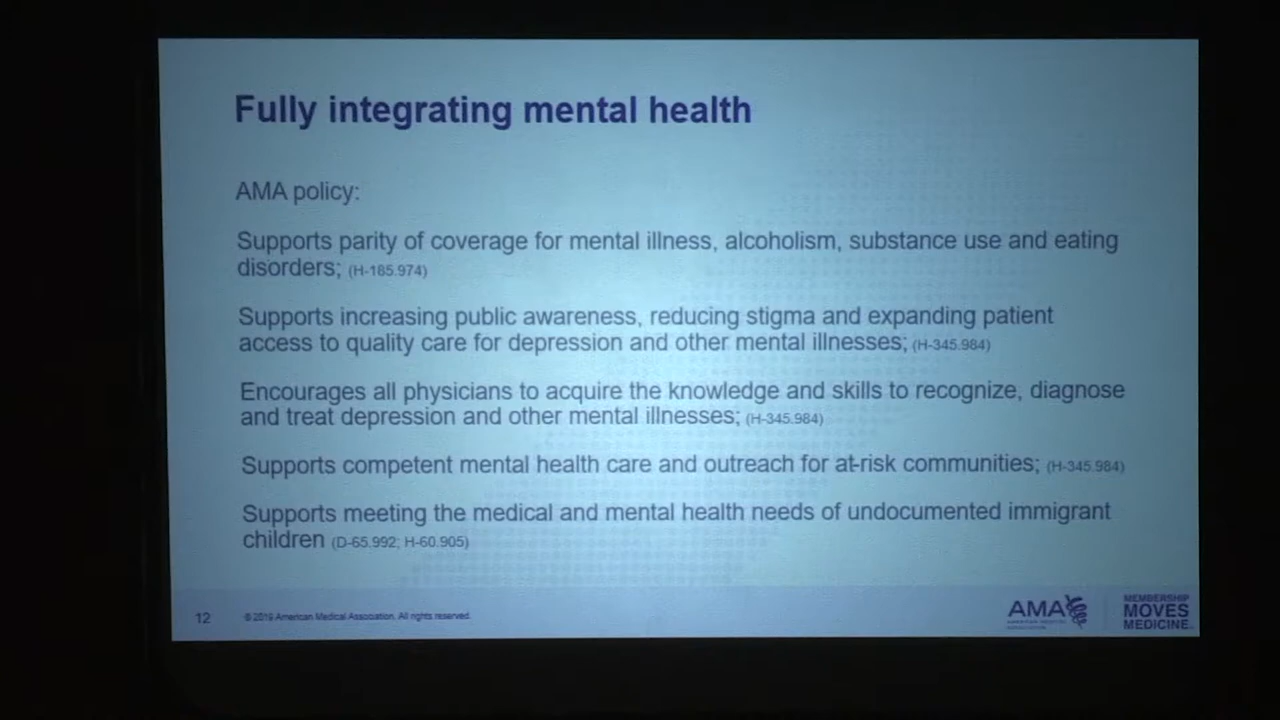 Fully integrating mental health
AMA policy:
Supports parity of coverage for mental illness, alcoholism, substance use and eating
disorders; (H-185.974)
Supports increasing public awareness, reducing stigma and expanding patient
access to quality care for depression and other mental illnesses; (H-345.984)
Encourages all physicians to acquire the knowledge and skills to recognize, diagnose
and treat depression and other mental illnesses; (H-345.984)
Supports competent mental health care and outreach for at-risk communities; (H-345.984)
Supports meeting the medical and mental health needs of undocumented immigrant
children (D-65.992; H-60.905)
12
© 2019 American Medical Association. All rights reserved.
AMA
MEMBERSHIP
MOVES
MEDICINE